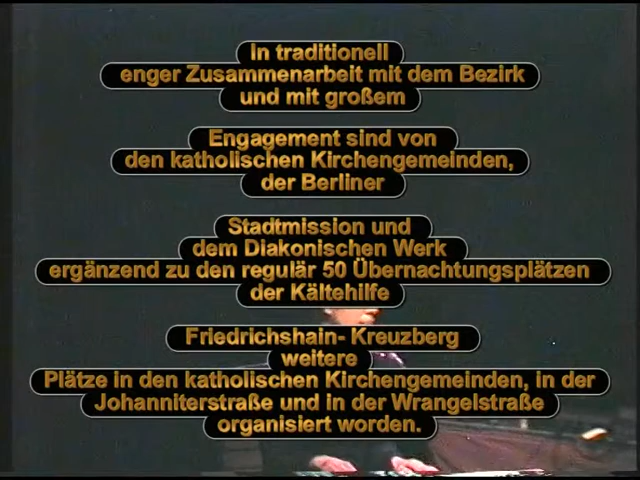 In traditionell
enger Zusammenarbeit mit dem Bezirk
und mit großem
Engagement sind von
den katholischen Kirchengemeinden,
der Berliner
Stadtmission und
dem Diakonischen Werk
ergänzend zu den regulär 50 Übernachtungsplätzen
der Kältehilfe
Friedrichshain- Kreuzberg
weitere
Plätze in den katholischen Kirchengemeinden, in der
Johanniterstraße und in der Wrangelstraße
organisiert worden.